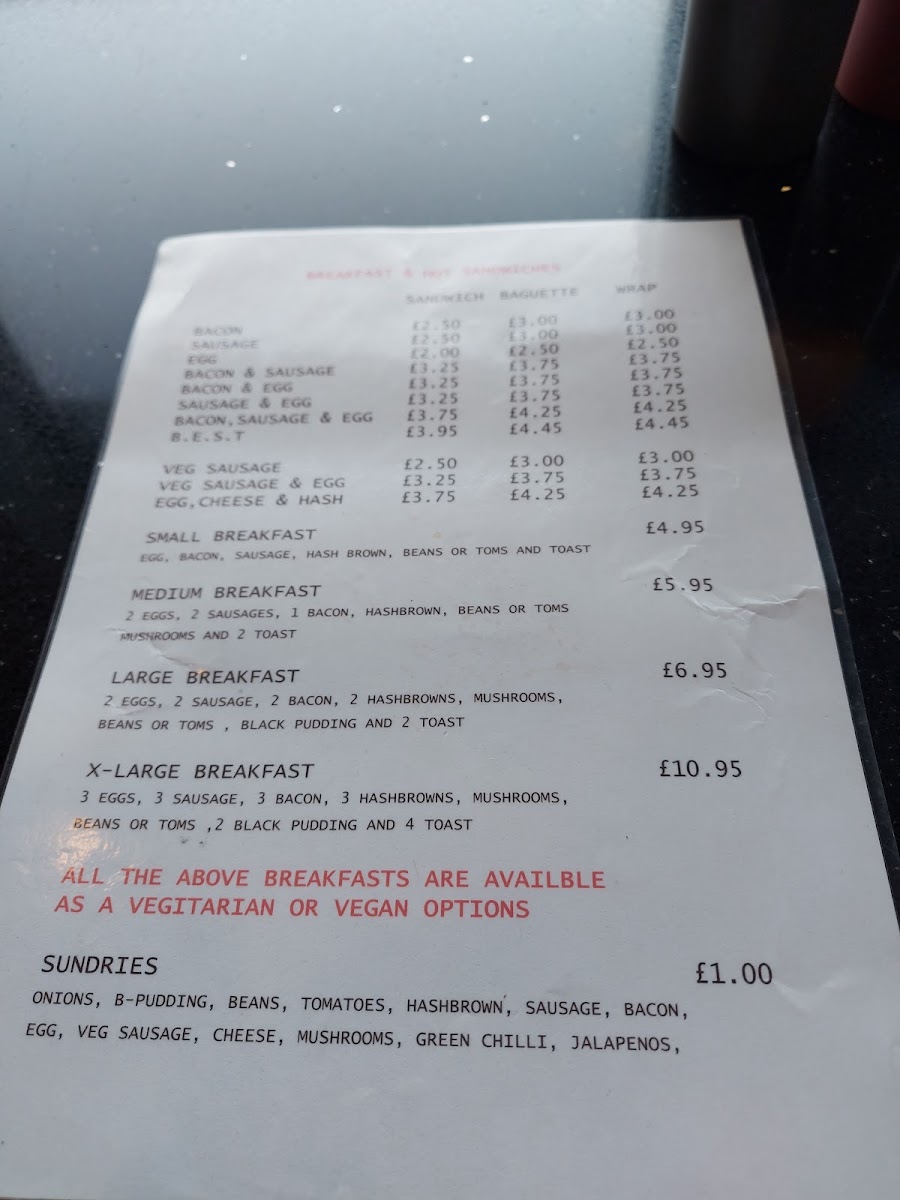 BREAKFAST & HOT SANDWICHES
SANDWICH BAGUETTE WRAP
BACON £2.50 £3.00 £3.00
SAUSAGE £2.50 £3.00 £3.00
EGG £2.00 £2.50 £2.50
BACON & SAUSAGE £3.25 £3.75 £3.75
BACON & EGG £3.25 £3.75 £3.75
SAUSAGE & EGG £3.25 £3.75 £3.75
BACON,SAUSAGE & EGG £3.75 £4.25 £4.25
B.E.S.T £3.95 £4.45 £4.45
VEG SAUSAGE £2.50 £3.00 £3.00
VEG SAUSAGE & EGG £3.25 £3.75 £3.75
EGG,CHEESE & HASH £3.75 £4.25 £4.25
SMALL BREAKFAST £4.95
EGG, BACON, SAUSAGE, HASH BROWN, BEANS OR TOMS AND TOAST
MEDIUM BREAKFAST £5.95
2 EGGS, 2 SAUSAGES, 1 BACON, HASHBROWN, BEANS OR TOMS
MUSHROOMS AND 2 TOAST
LARGE BREAKFAST £6.95
2 EGGS, 2 SAUSAGE, 2 BACON, 2 HASHBROWNS, MUSHROOMS,
BEANS OR TOMS , BLACK PUDDING AND 2 TOAST
X-LARGE BREAKFAST £10.95
3 EGGS, 3 SAUSAGE, 3 BACON, 3 HASHBROWNS, MUSHROOMS,
BEANS OR TOMS ,2 BLACK PUDDING AND 4 TOAST
ALL THE ABOVE BREAKFASTS ARE AVAILBLE
AS A VEGITARIAN OR VEGAN OPTIONS
SUNDRIES £1.00
ONIONS, B-PUDDING, BEANS, TOMATOES, HASHBROWN, SAUSAGE, BACON,
EGG, VEG SAUSAGE, CHEESE, MUSHROOMS, GREEN CHILLI, JALAPENOS,